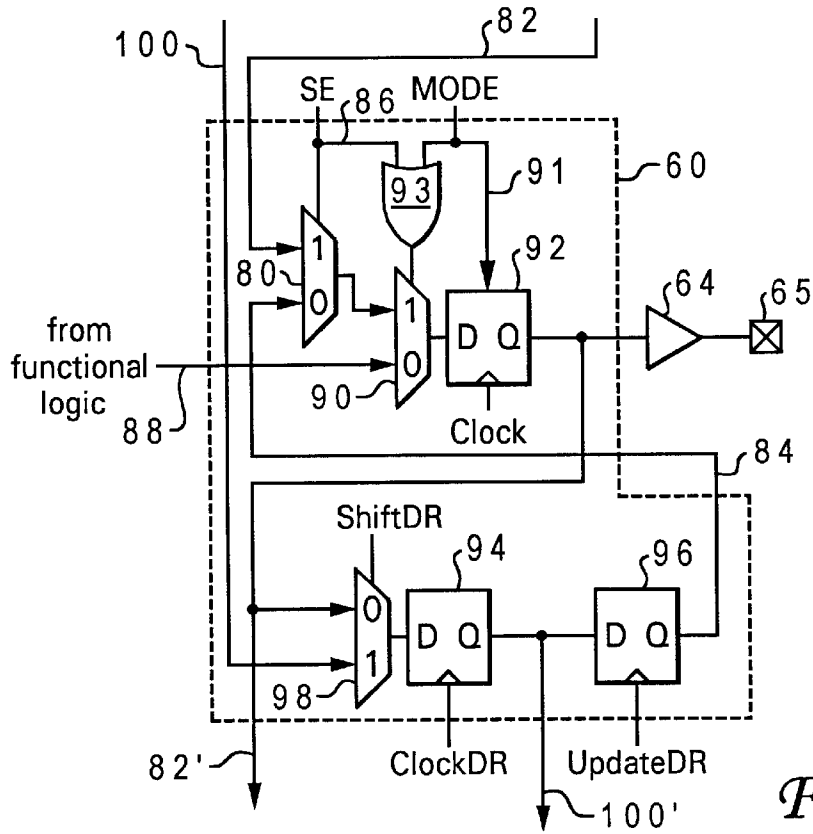 100
82
SE
86
MODE
60
93
91
92
64
65
1
80
0
1
D Q
0
from
functional
logic
90
88
Clock
84
ShiftDR
94
96
0
D Q
D Q
1
98
82'
ClockDR
UpdateDR
100'
F